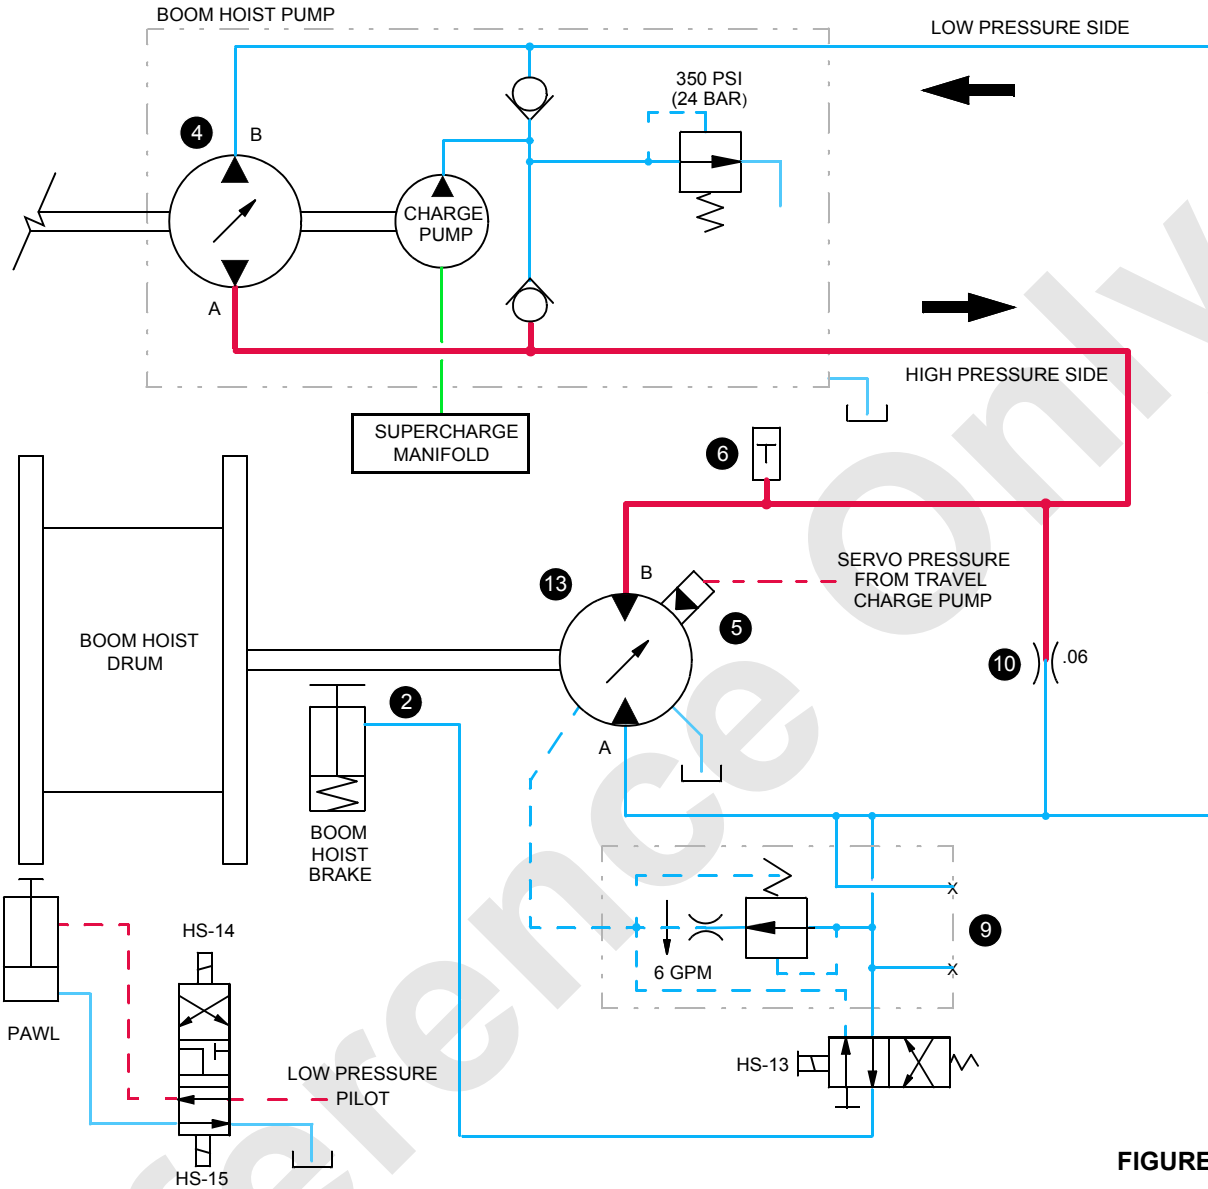 BOOM HOIST PUMP
LOW PRESSURE SIDE
350 PSI
(24 BAR)
4
B
CHARGE
PUMP
A
HIGH PRESSURE SIDE
SUPERCHARGE
MANIFOLD
6
SERVO PRESSURE
FROM TRAVEL
CHARGE PUMP
13
B
5
BOOM HOIST
DRUM
10
.06
2
A
BOOM
HOIST
BRAKE
X
9
6 GPM
X
HS-14
PAWL
HS-13
LOW PRESSURE
PILOT
HS-15
FIGURE
ference Only